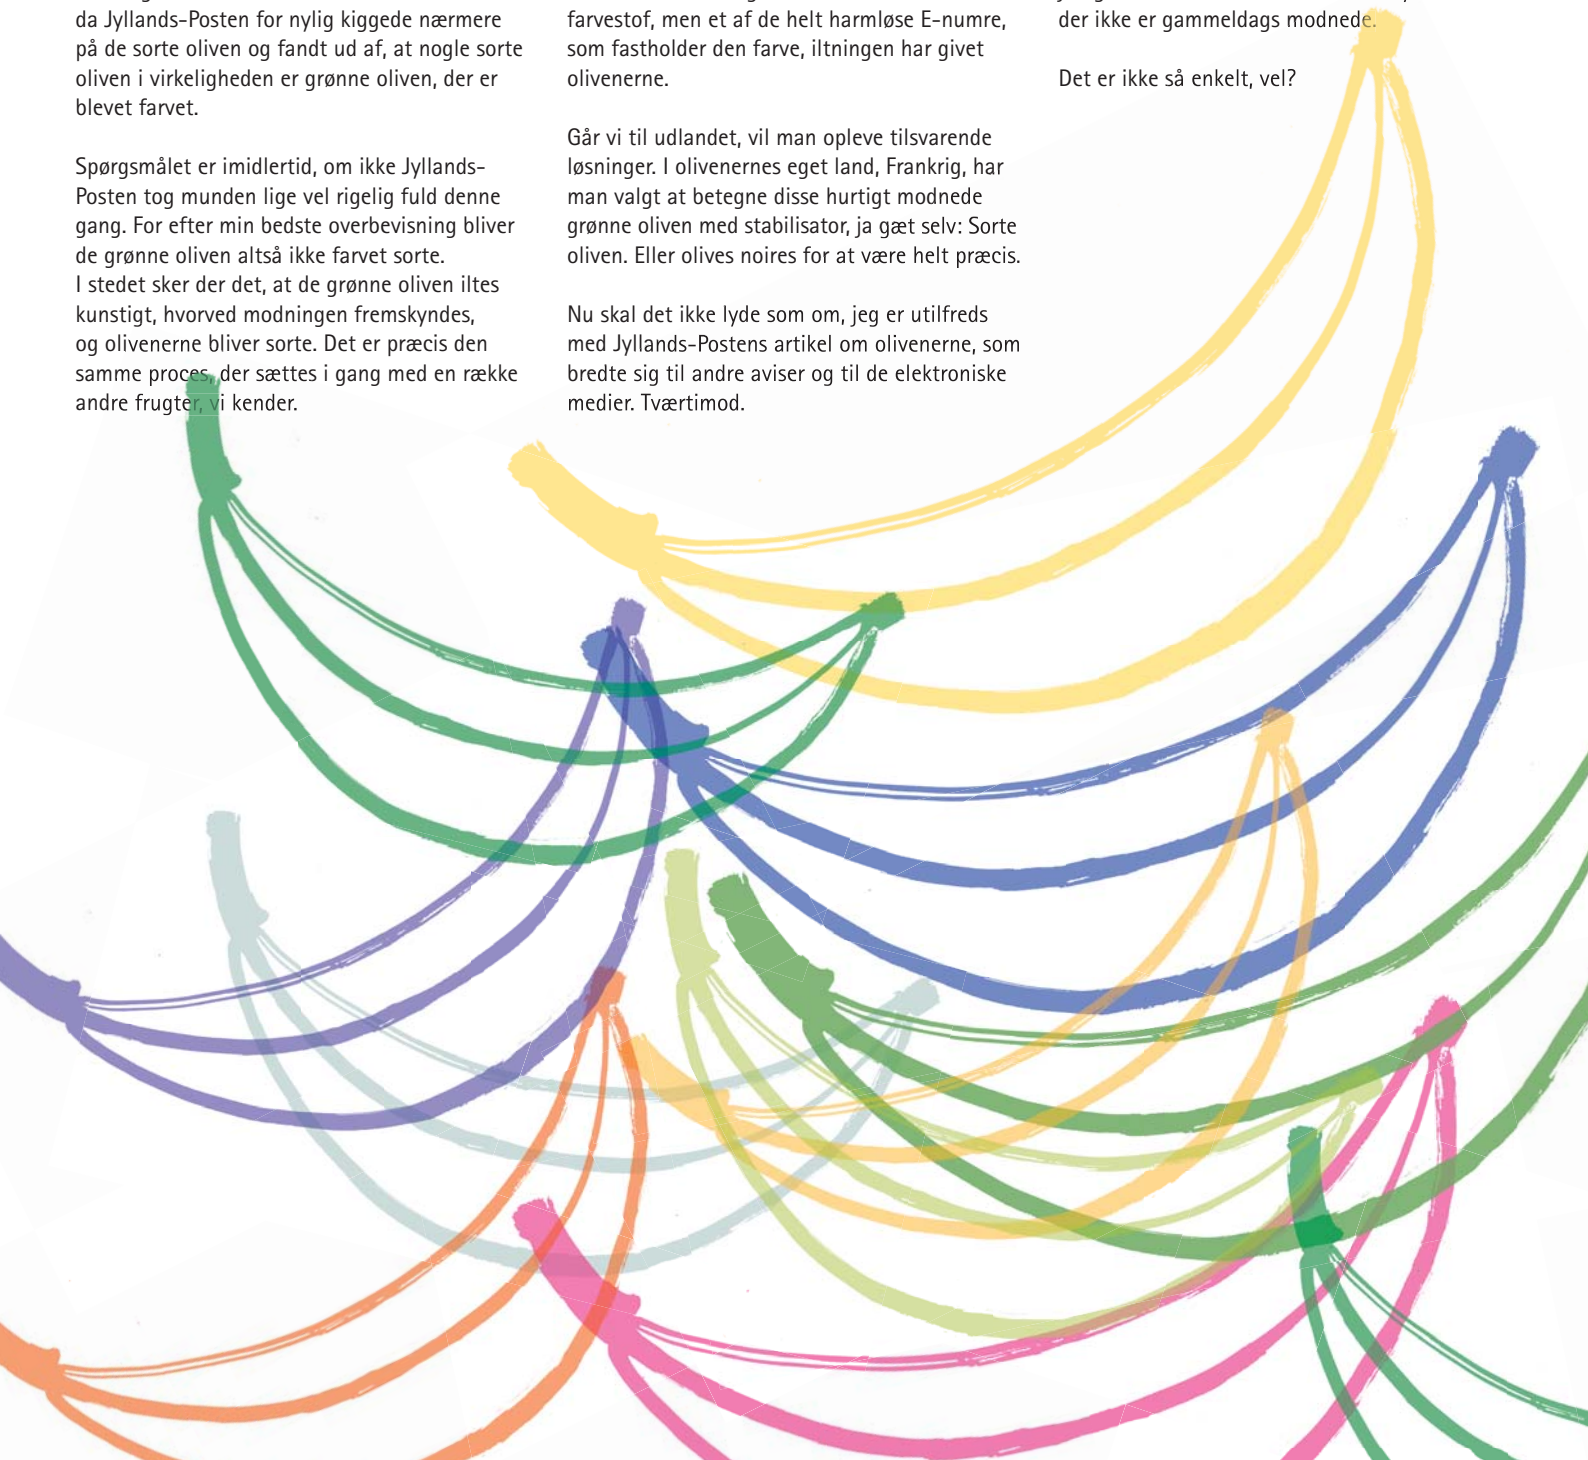 da Jyllands-Posten for nylig kiggede nærmere
på de sorte oliven og fandt ud af, at nogle sorte
oliven i virkeligheden er grønne oliven, der er
blevet farvet.
Spørgsmålet er imidlertid, om ikke Jyllands-
Posten tog munden lige vel rigelig fuld denne
gang. For efter min bedste overbevisning bliver
de grønne oliven altså ikke farvet sorte.
I stedet sker der det, at de grønne oliven iltes
kunstigt, hvorved modningen fremskyndes,
og olivenerne bliver sorte. Det er præcis den
samme proces, der sættes i gang med en række
andre frugter, vi kender.
farvestof, men et af de helt harmløse E-numre,
som fastholder den farve, iltningen har givet
olivenerne.
Går vi til udlandet, vil man opleve tilsvarende
løsninger. I olivenernes eget land, Frankrig, har
man valgt at betegne disse hurtigt modnede
grønne oliven med stabilisator, ja gæt selv: Sorte
oliven. Eller olives noires for at være helt præcis.
Nu skal det ikke lyde som om, jeg er utilfreds
med Jyllands-Postens artikel om olivenerne, som
bredte sig til andre aviser og til de elektroniske
medier. Tværtimod.
der ikke er gammeldags modnede.
Det er ikke så enkelt, vel?